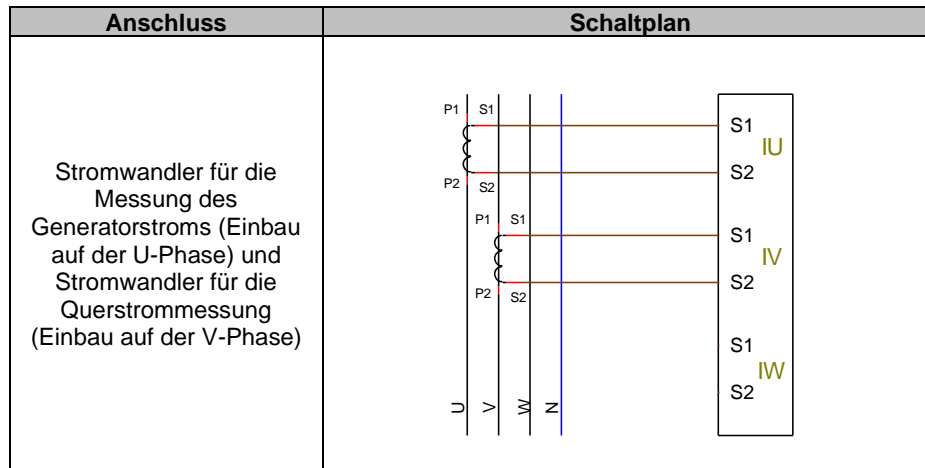 Anschluss
Schaltplan
Stromwandler für die
Messung des
Generatorstroms (Einbau
auf der U-Phase) und
Stromwandler für die
Querstrommessung
(Einbau auf der V-Phase)
P1 S1
P2 S2
P1 S1
P2 S2
U V W N
S1
IU
S2
S1
IV
S2
S1
IW
S2